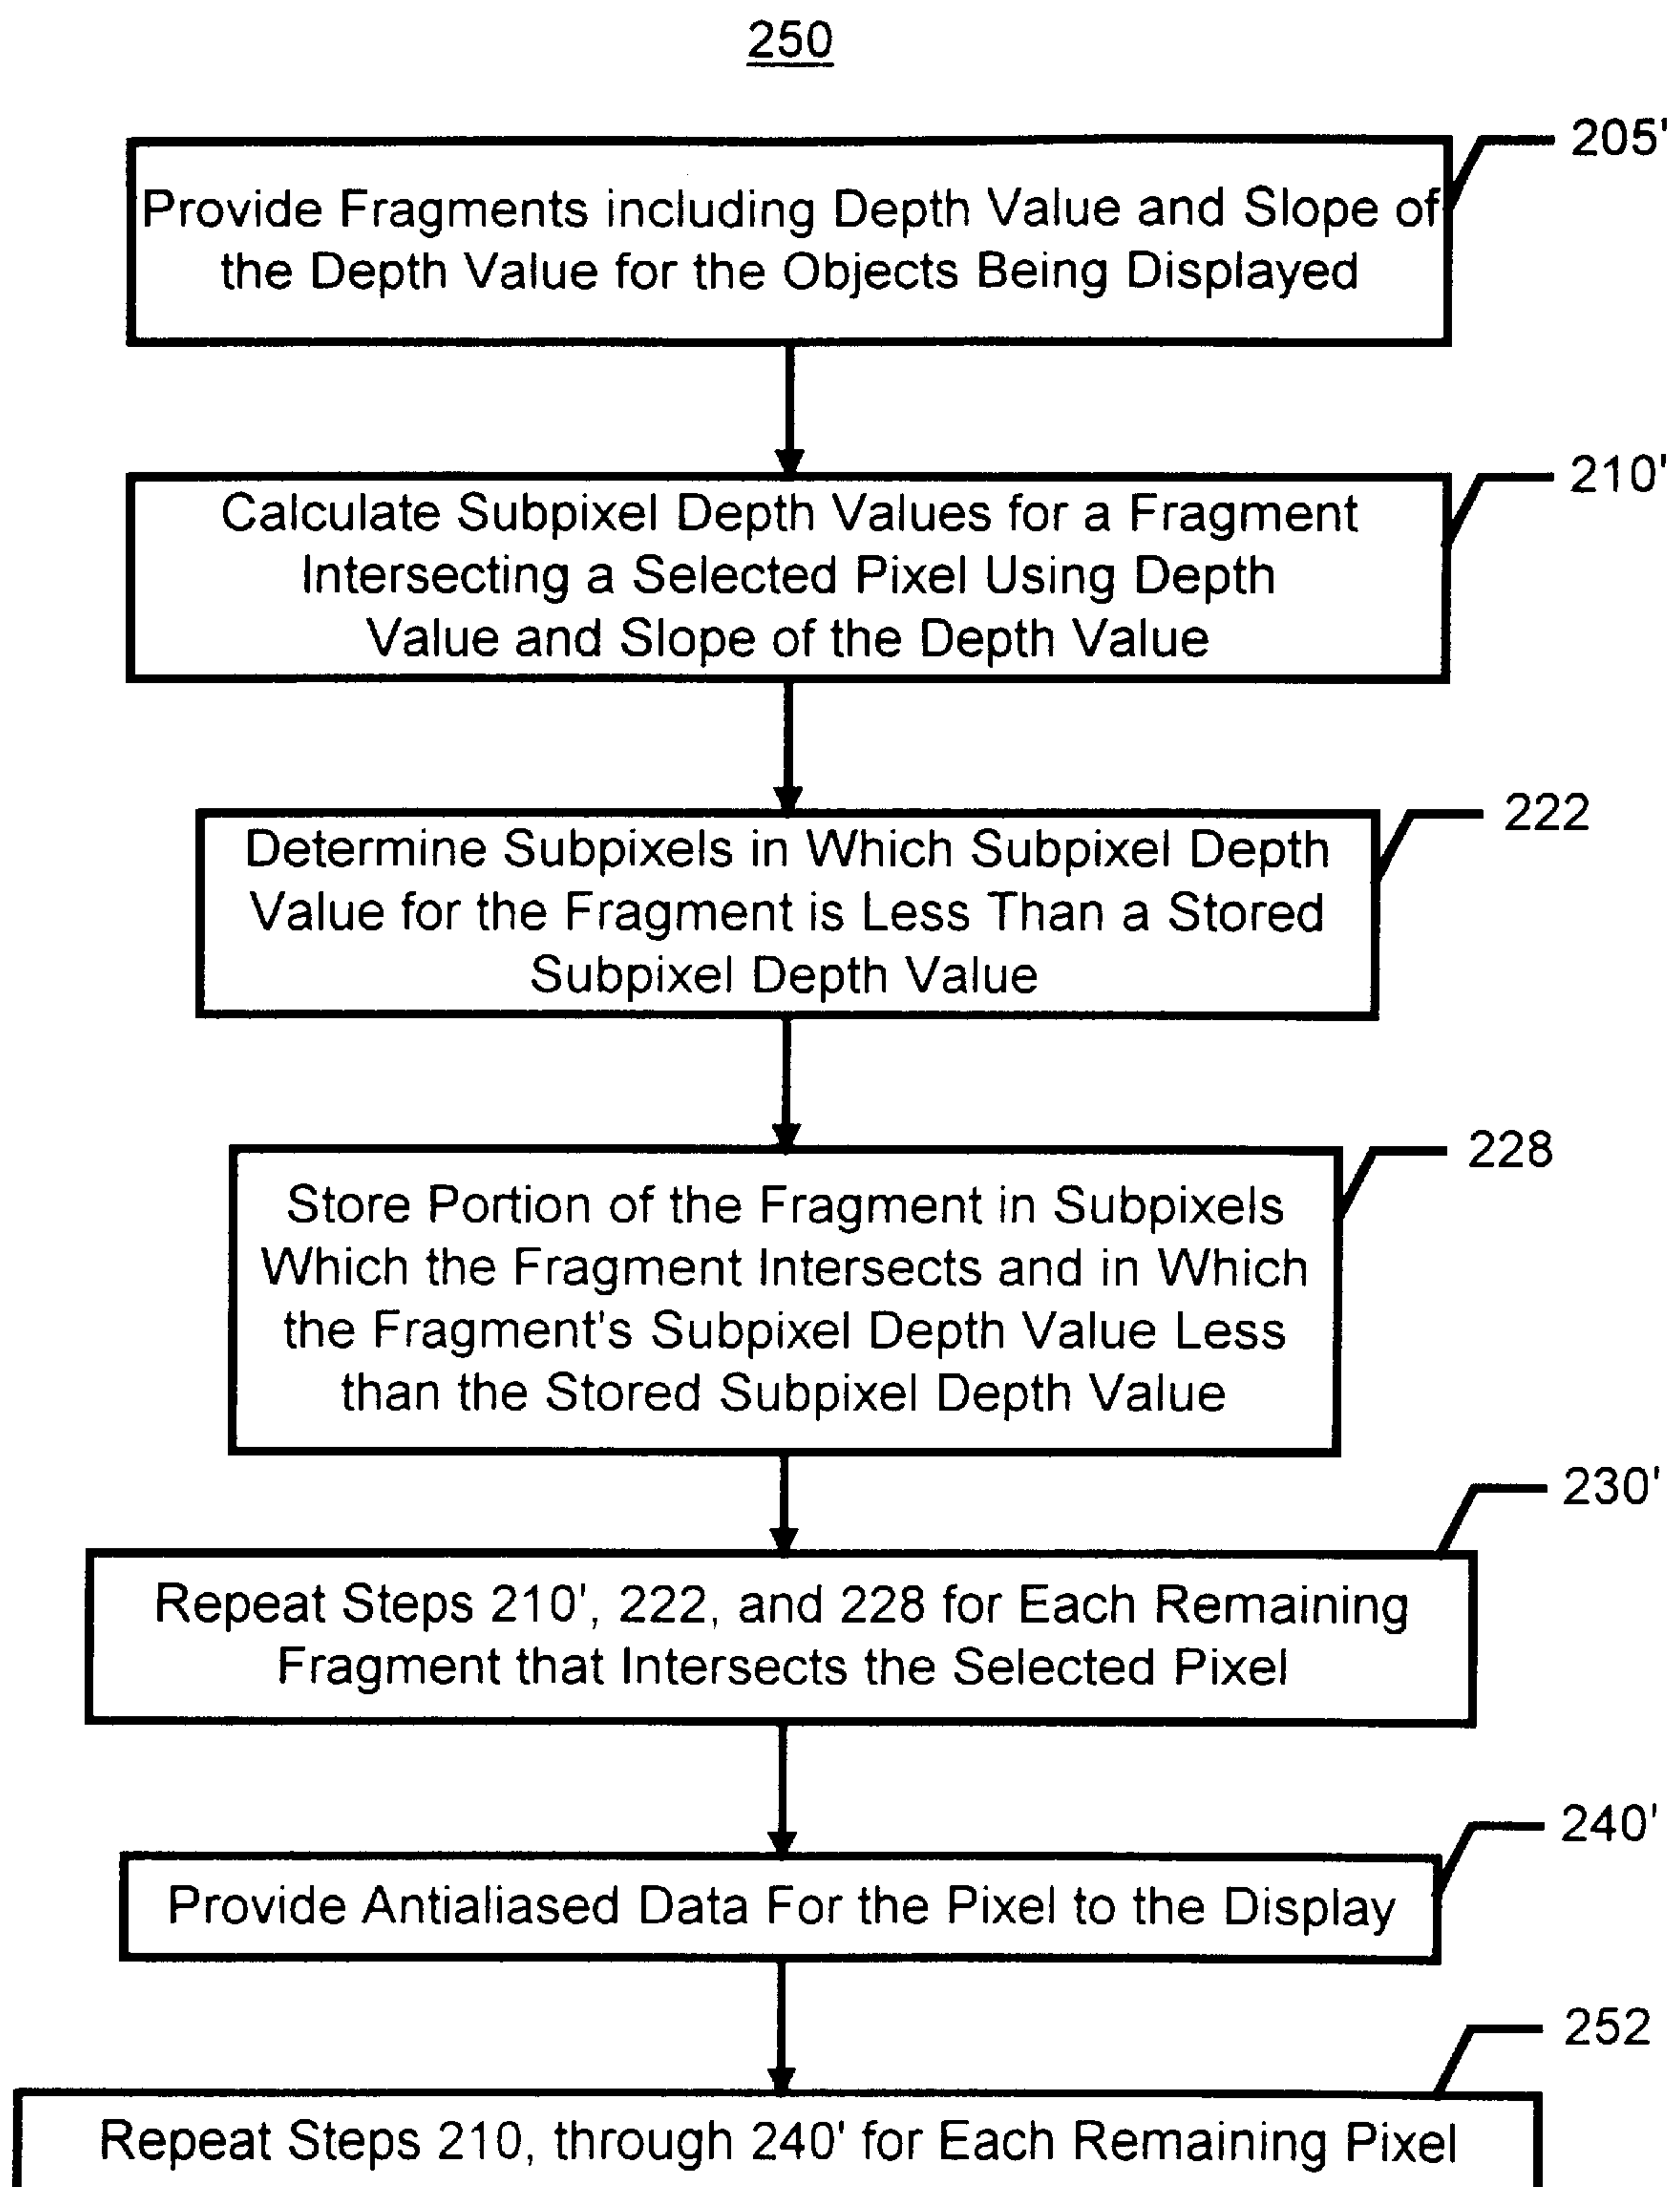 250
205'
Provide Fragments including Depth Value and Slope of
the Depth Value for the Objects Being Displayed
210'
Calculate Subpixel Depth Values for a Fragment
Intersecting a Selected Pixel Using Depth
Value and Slope of the Depth Value
222
Determine Subpixels in Which Subpixel Depth
Value for the Fragment is Less Than a Stored
Subpixel Depth Value
228
Store Portion of the Fragment in Subpixels
Which the Fragment Intersects and in Which
the Fragment's Subpixel Depth Value Less
than the Stored Subpixel Depth Value
230'
Repeat Steps 210', 222, and 228 for Each Remaining
Fragment that Intersects the Selected Pixel
240'
Provide Antialiased Data For the Pixel to the Display
252
Repeat Steps 210, through 240' for Each Remaining Pixel